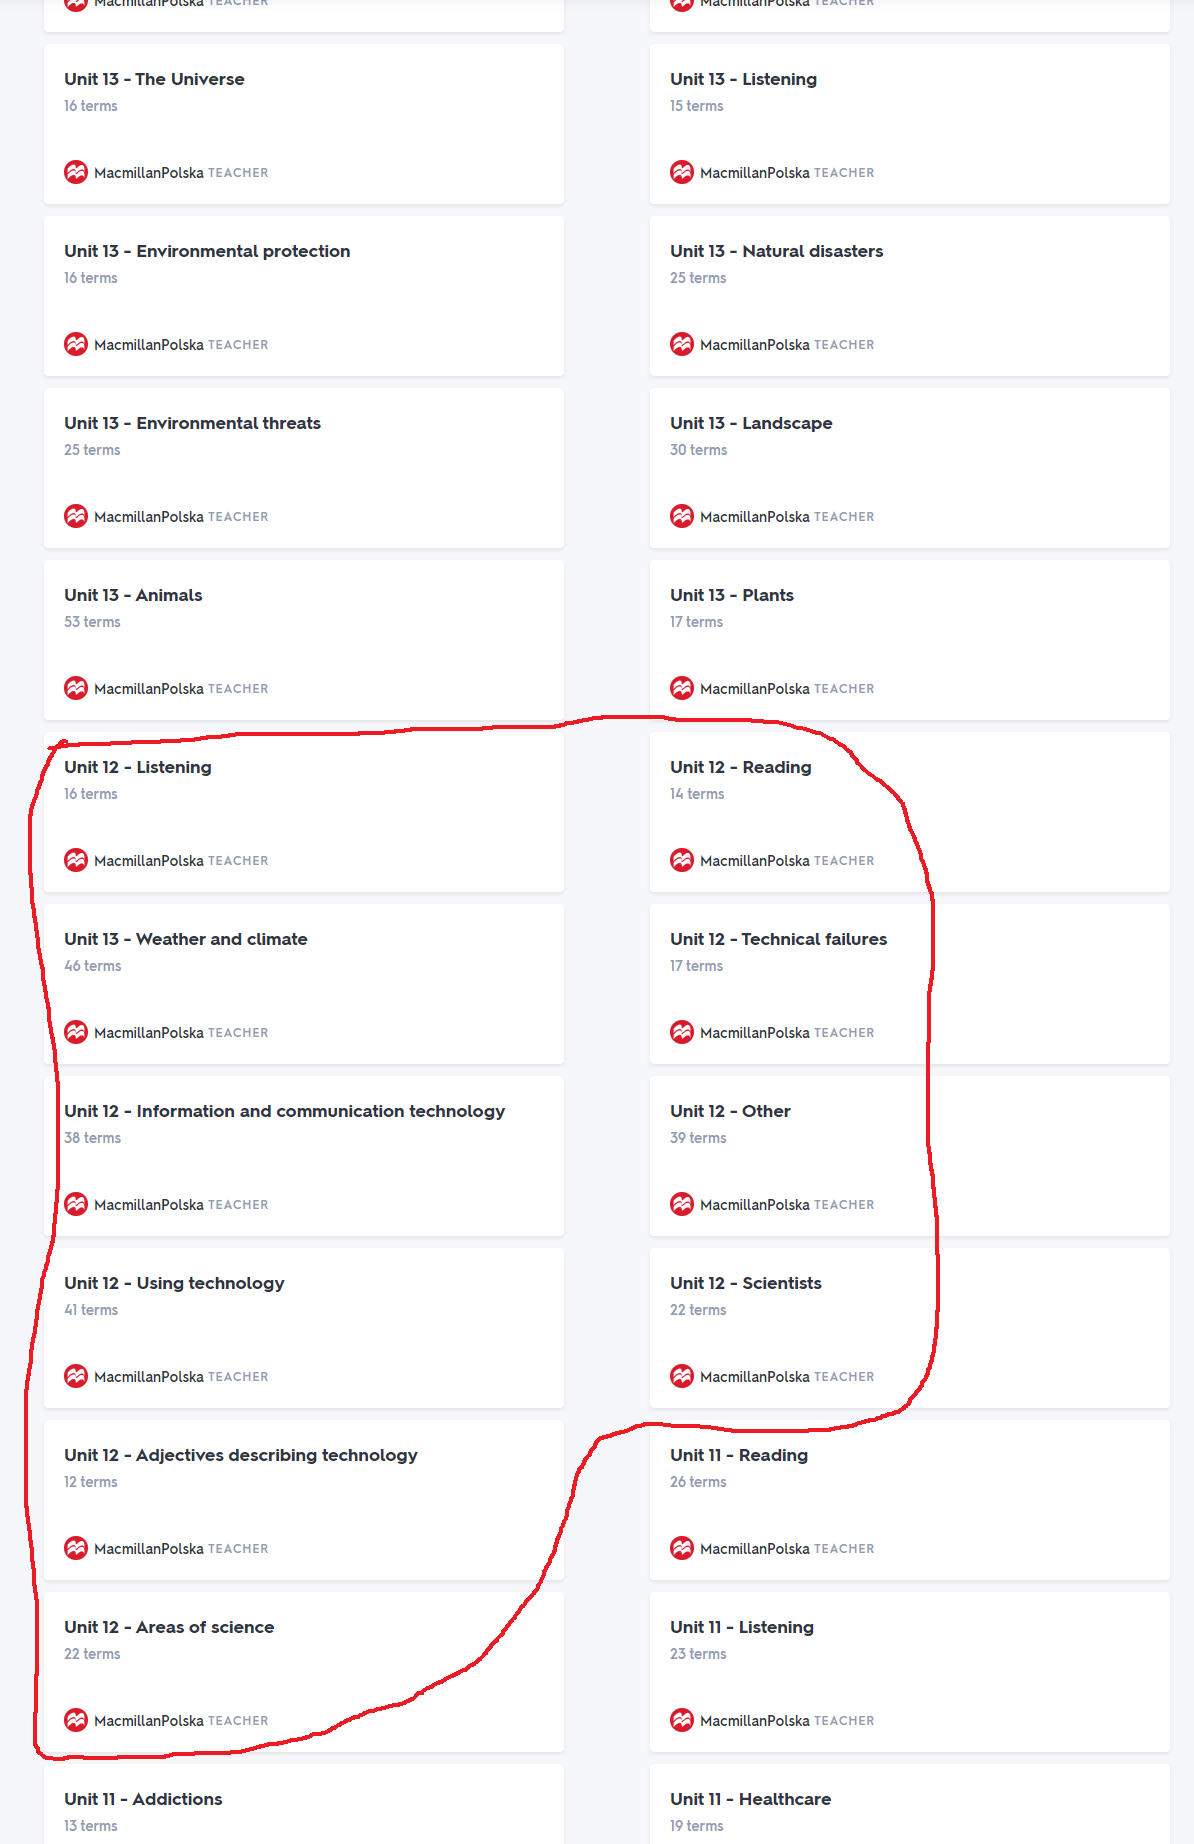 MacmillanPolska TEACHER
MacmillanPolska TEACHER
Unit 13 - The Universe
16 terms
MacmillanPolska TEACHER
Unit 13 - Listening
15 terms
MacmillanPolska TEACHER
Unit 13 - Environmental protection
16 terms
MacmillanPolska TEACHER
Unit 13 - Natural disasters
25 terms
MacmillanPolska TEACHER
Unit 13 - Environmental threats
25 terms
MacmillanPolska TEACHER
Unit 13 - Landscape
30 terms
MacmillanPolska TEACHER
Unit 13 - Animals
53 terms
MacmillanPolska TEACHER
Unit 13 - Plants
17 terms
MacmillanPolska TEACHER
Unit 12 - Listening
16 terms
MacmillanPolska TEACHER
Unit 12 - Reading
14 terms
MacmillanPolska TEACHER
Unit 13 - Weather and climate
46 terms
MacmillanPolska TEACHER
Unit 12 - Technical failures
17 terms
MacmillanPolska TEACHER
Unit 12 - Information and communication technology
38 terms
MacmillanPolska TEACHER
Unit 12 - Other
39 terms
MacmillanPolska TEACHER
Unit 12 - Using technology
41 terms
MacmillanPolska TEACHER
Unit 12 - Scientists
22 terms
MacmillanPolska TEACHER
Unit 12 - Adjectives describing technology
12 terms
MacmillanPolska TEACHER
Unit 11 - Reading
26 terms
MacmillanPolska TEACHER
Unit 12 - Areas of science
22 terms
MacmillanPolska TEACHER
Unit 11 - Listening
23 terms
MacmillanPolska TEACHER
Unit 11 - Addictions
13 terms
Unit 11 - Healthcare
19 terms